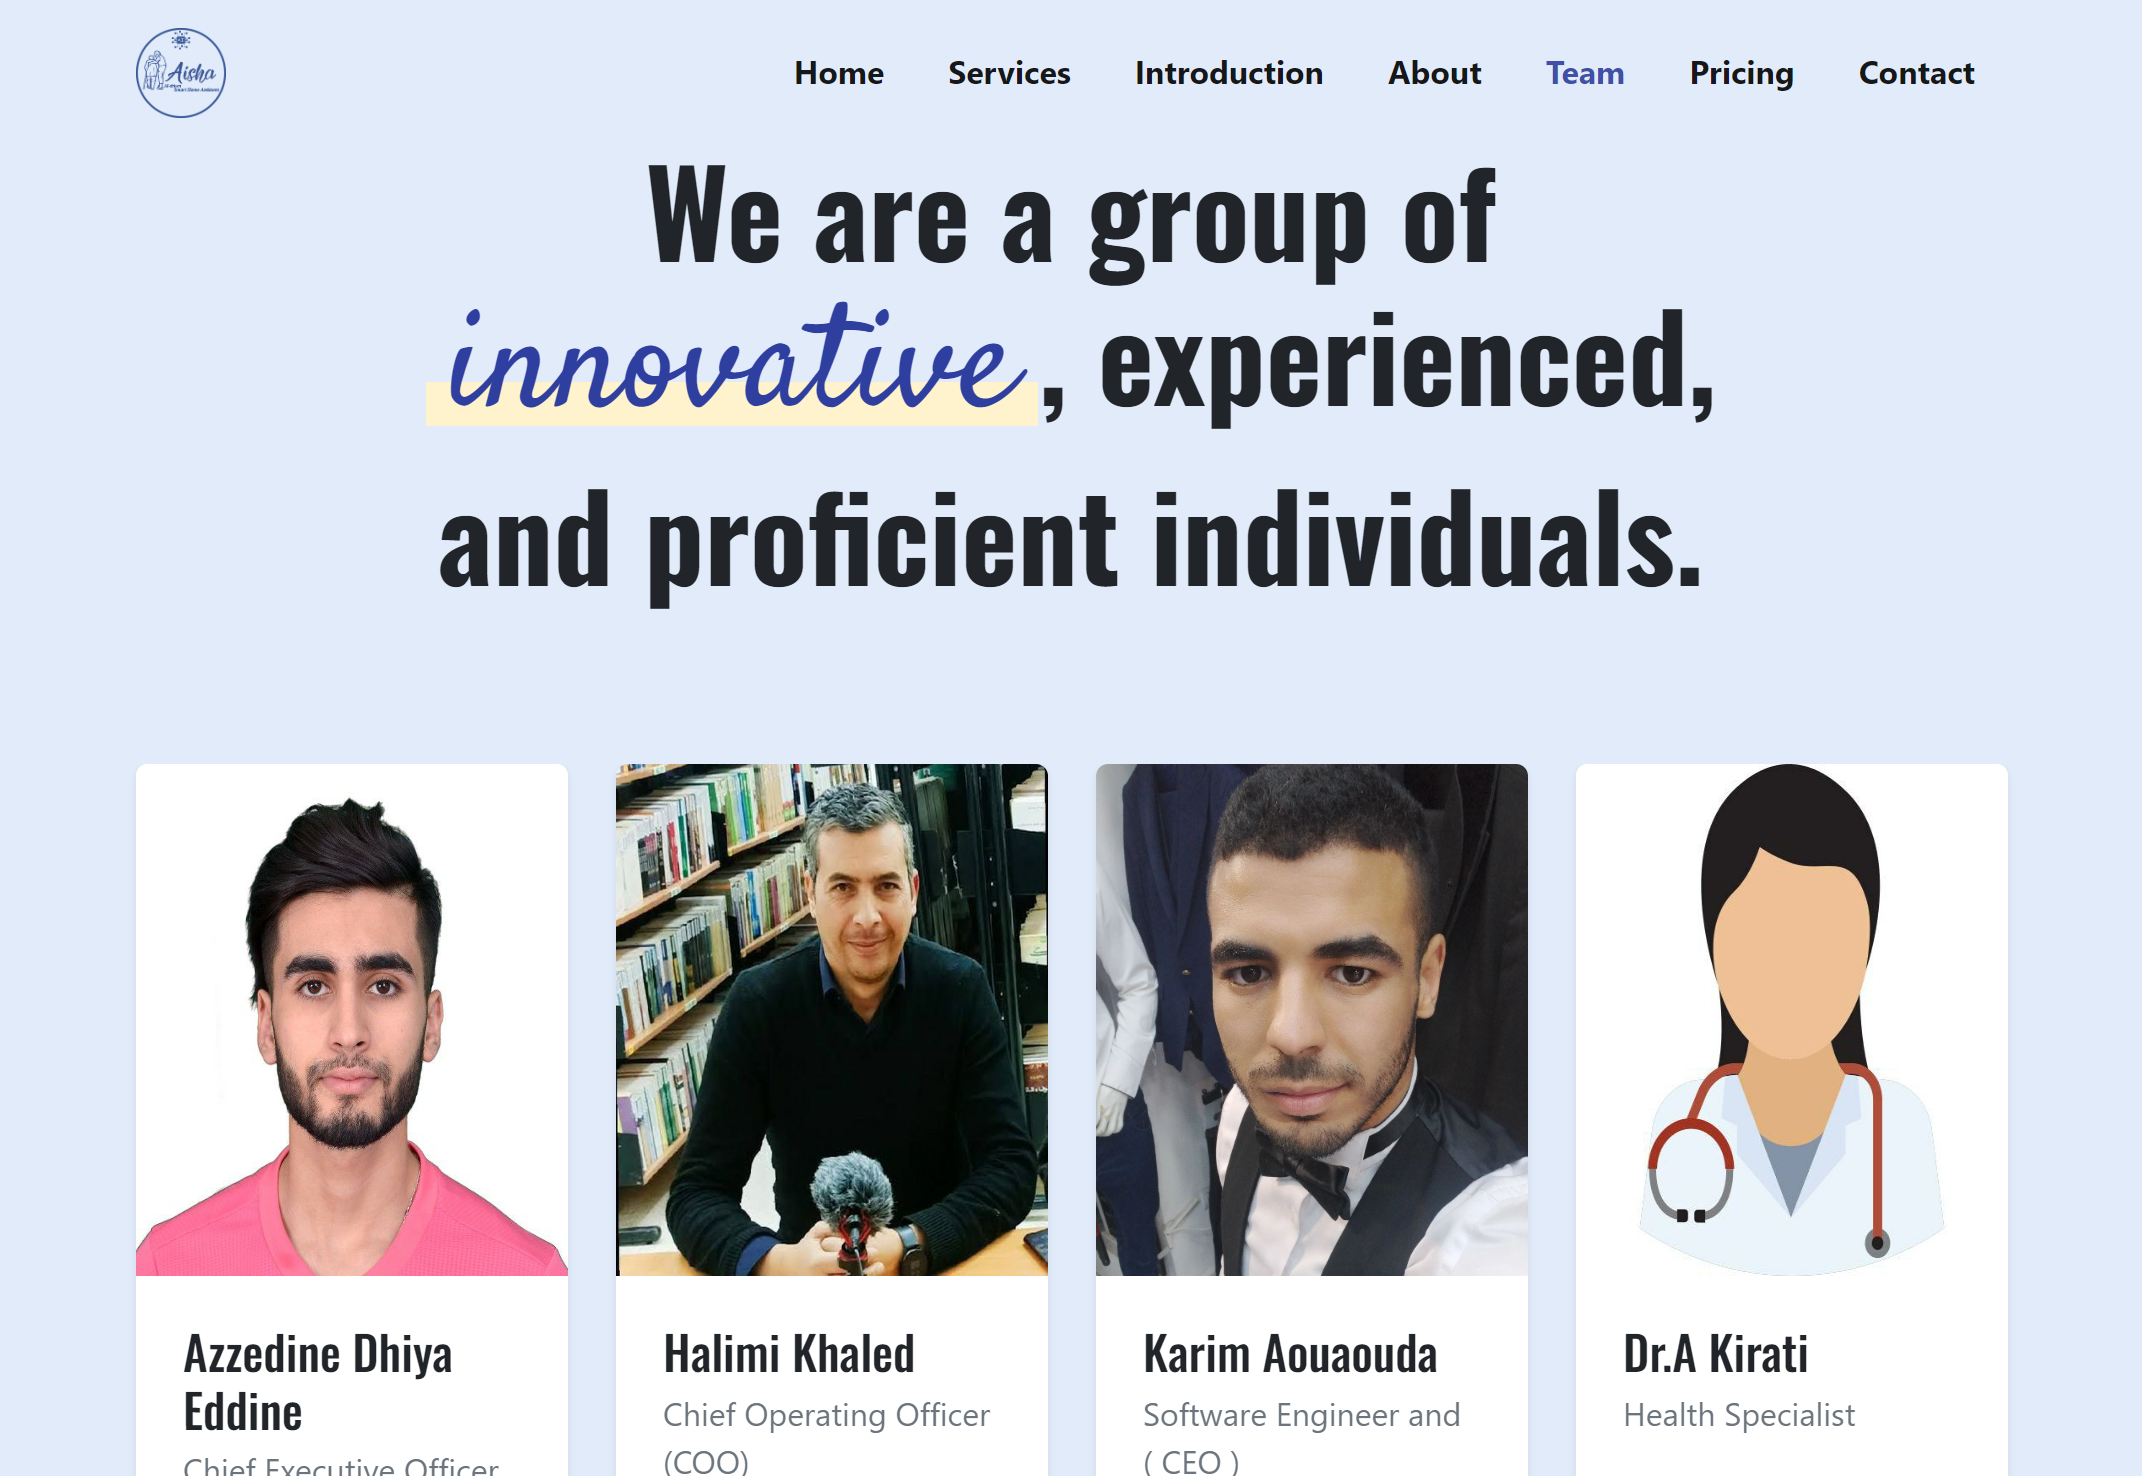 Aisha
Home Services Introduction About Team Pricing Contact
We are a group of
innovative, experienced,
and proficient individuals.
Azzedine Dhiya
Eddine
Chief Executive Officer
Halimi Khaled
Chief Operating Officer
(COO)
Karim Aouaouda
Software Engineer and
( CEO )
Dr.A Kirati
Health Specialist